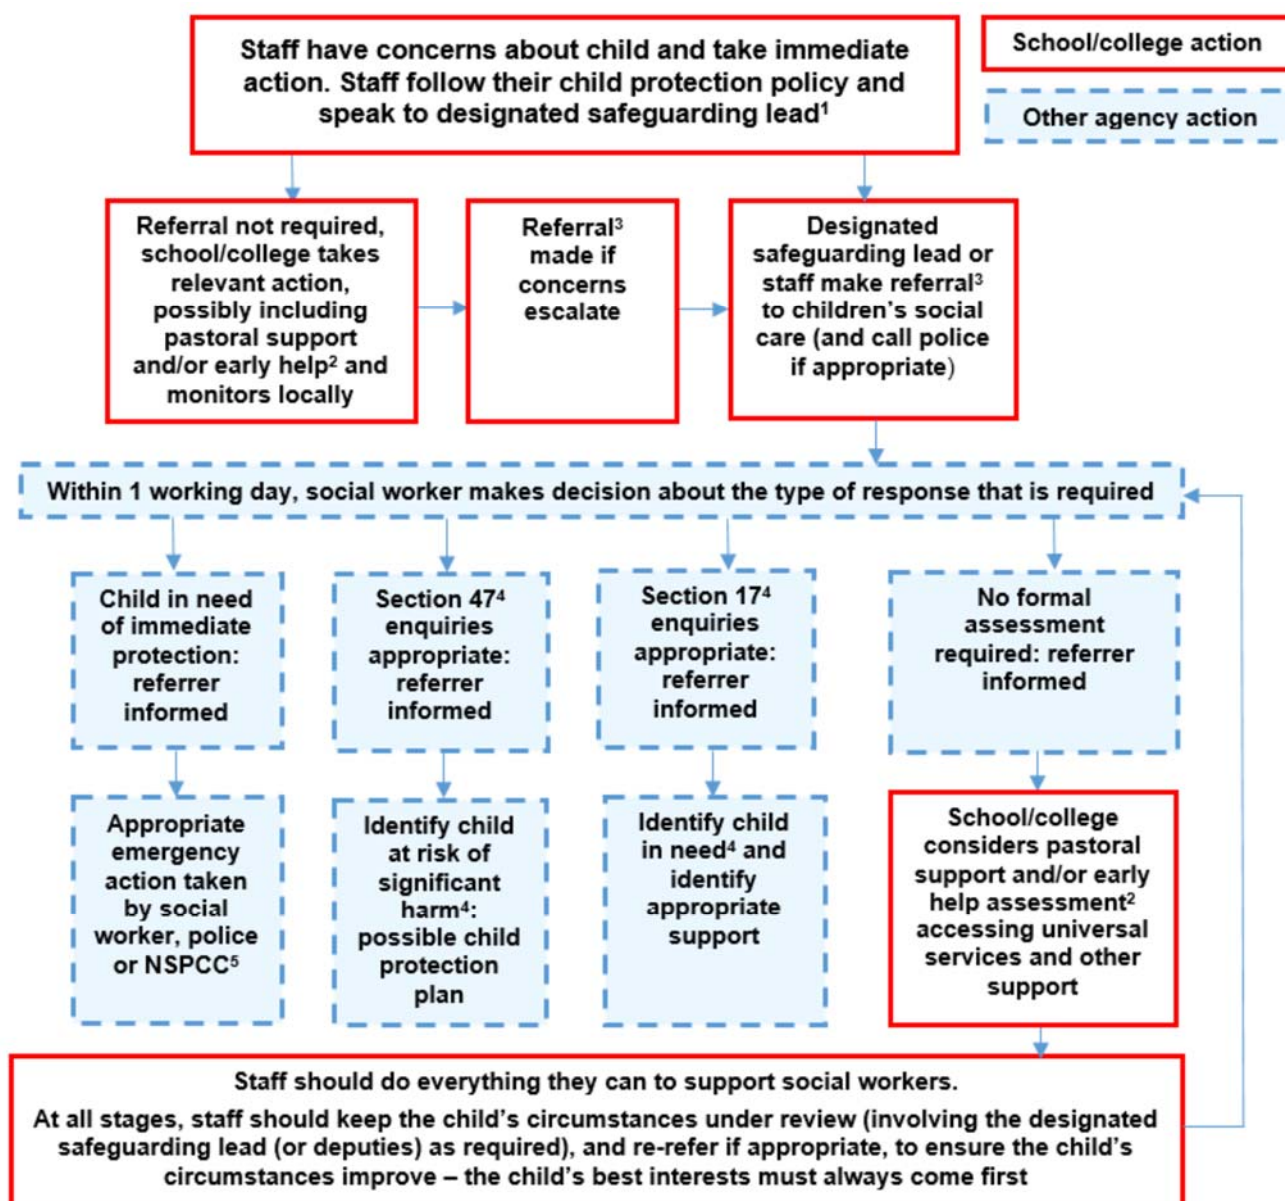 Staff have concerns about child and take immediate
action. Staff follow their child protection policy and
speak to designated safeguarding lead¹
School/college action
Other agency action
Referral not required,
school/college takes
relevant action,
possibly including
pastoral support
and/or early help² and
monitors locally
Referral³
made if
concerns
escalate
Designated
safeguarding lead or
staff make referral³
to children’s social
care (and call police
if appropriate)
Within 1 working day, social worker makes decision about the type of response that is required
Child in need
of immediate
protection:
referrer
informed
Section 47⁴
enquiries
appropriate:
referrer
informed
Section 17⁴
enquiries
appropriate:
referrer
informed
No formal
assessment
required: referrer
informed
Appropriate
emergency
action taken
by social
worker, police
or NSPCC⁵
Identify child
at risk of
significant
harm⁴:
possible child
protection
plan
Identify child
in need⁴ and
identify
appropriate
support
School/college
considers pastoral
support and/or early
help assessment²
accessing universal
services and other
support
Staff should do everything they can to support social workers.
At all stages, staff should keep the child’s circumstances under review (involving the designated
safeguarding lead (or deputies) as required), and re-refer if appropriate, to ensure the child’s
circumstances improve – the child’s best interests must always come first